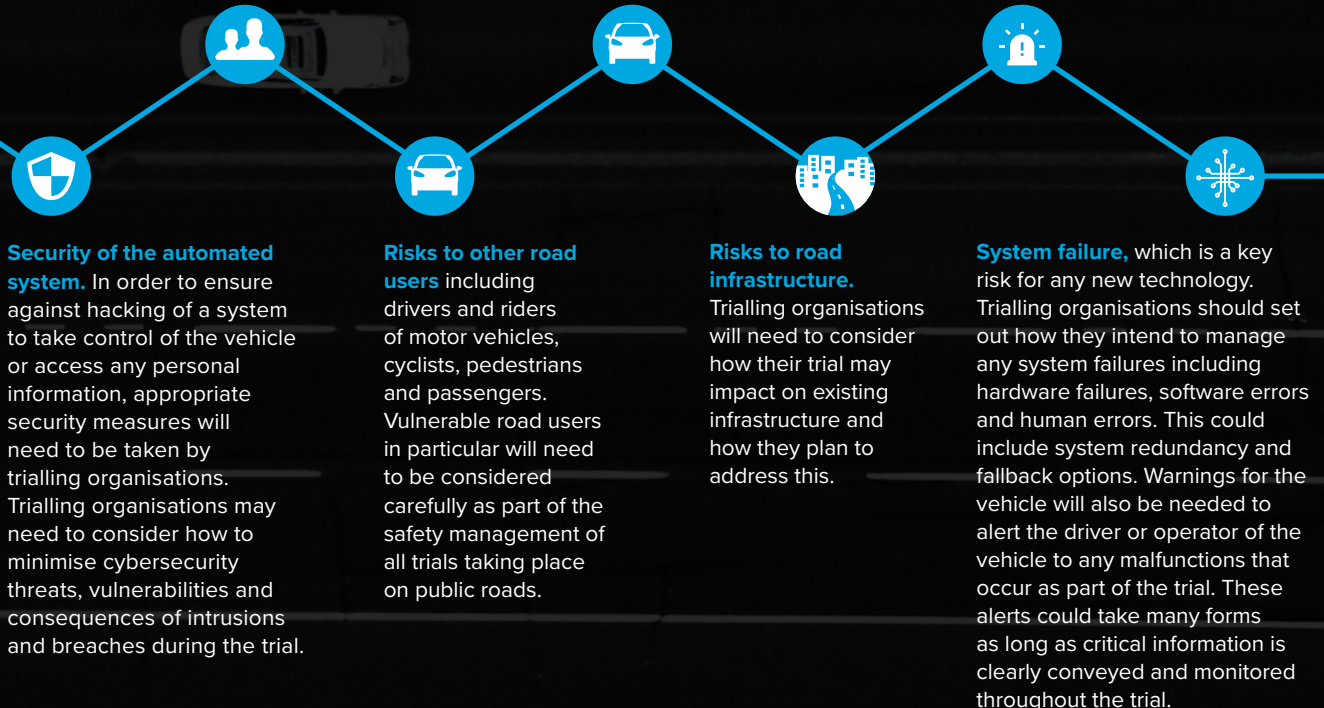 Security of the automated
system. In order to ensure
against hacking of a system
to take control of the vehicle
or access any personal
information, appropriate
security measures will
need to be taken by
trialling organisations.
Trialling organisations may
need to consider how to
minimise cybersecurity
threats, vulnerabilities and
consequences of intrusions
and breaches during the trial.
Risks to other road
users including
drivers and riders
of motor vehicles,
cyclists, pedestrians
and passengers.
Vulnerable road users
in particular will need
to be considered
carefully as part of the
safety management of
all trials taking place
on public roads.
Risks to road
infrastructure.
Trialling organisations
will need to consider
how their trial may
impact on existing
infrastructure and
how they plan to
address this.
System failure, which is a key
risk for any new technology.
Trialling organisations should set
out how they intend to manage
any system failures including
hardware failures, software errors
and human errors. This could
include system redundancy and
fallback options. Warnings for the
vehicle will also be needed to
alert the driver or operator of the
vehicle to any malfunctions that
occur as part of the trial. These
alerts could take many forms
as long as critical information is
clearly conveyed and monitored
throughout the trial.